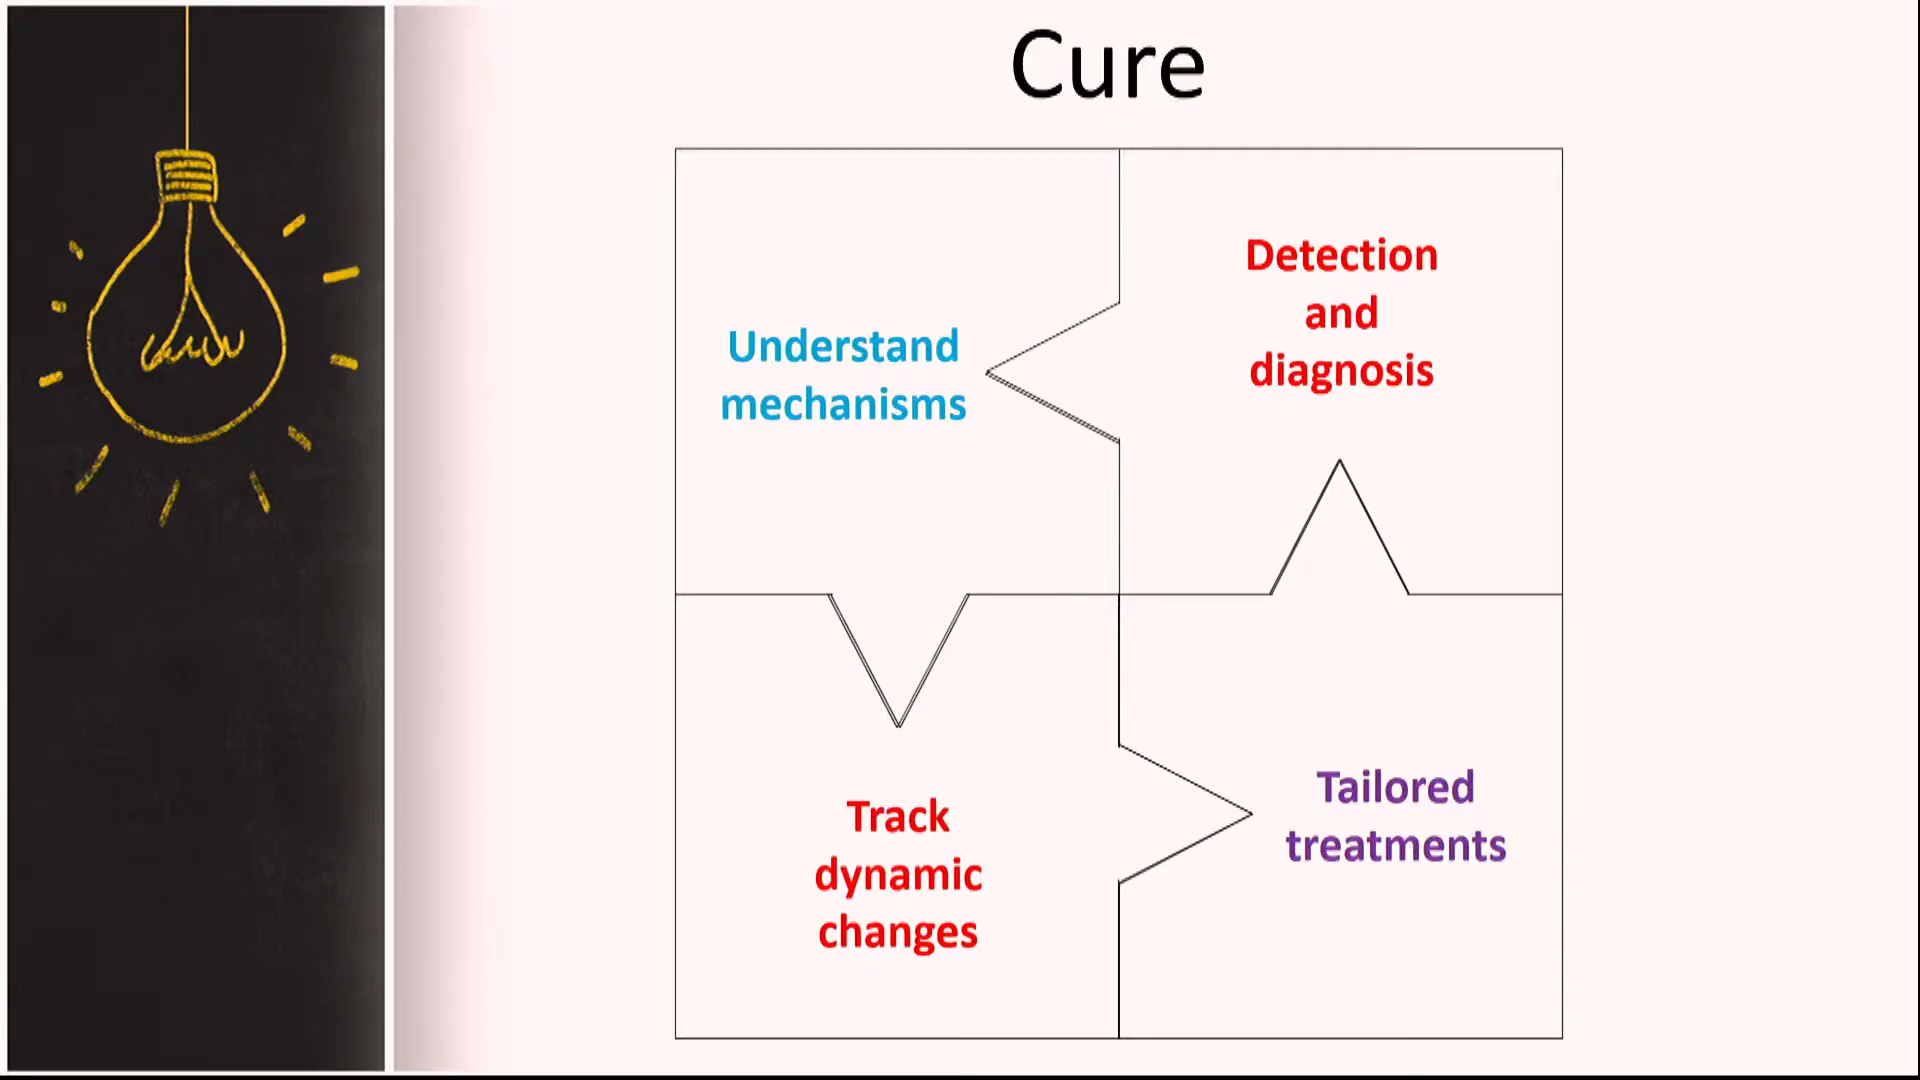 Cure
Understand
mechanisms
Detection
and
diagnosis
Track
dynamic
changes
Tailored
treatments